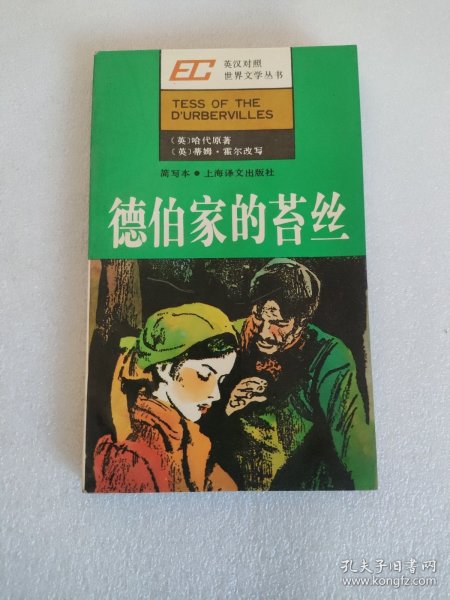 EC
英汉对照
世界文学丛书
TESS OF THE
D'URBERVILLES
（英）哈代原著
（英）蒂姆·霍尔改写
简写本●上海译文出版社
德伯家的苔丝
孔夫子旧书网
www.kongfz.com